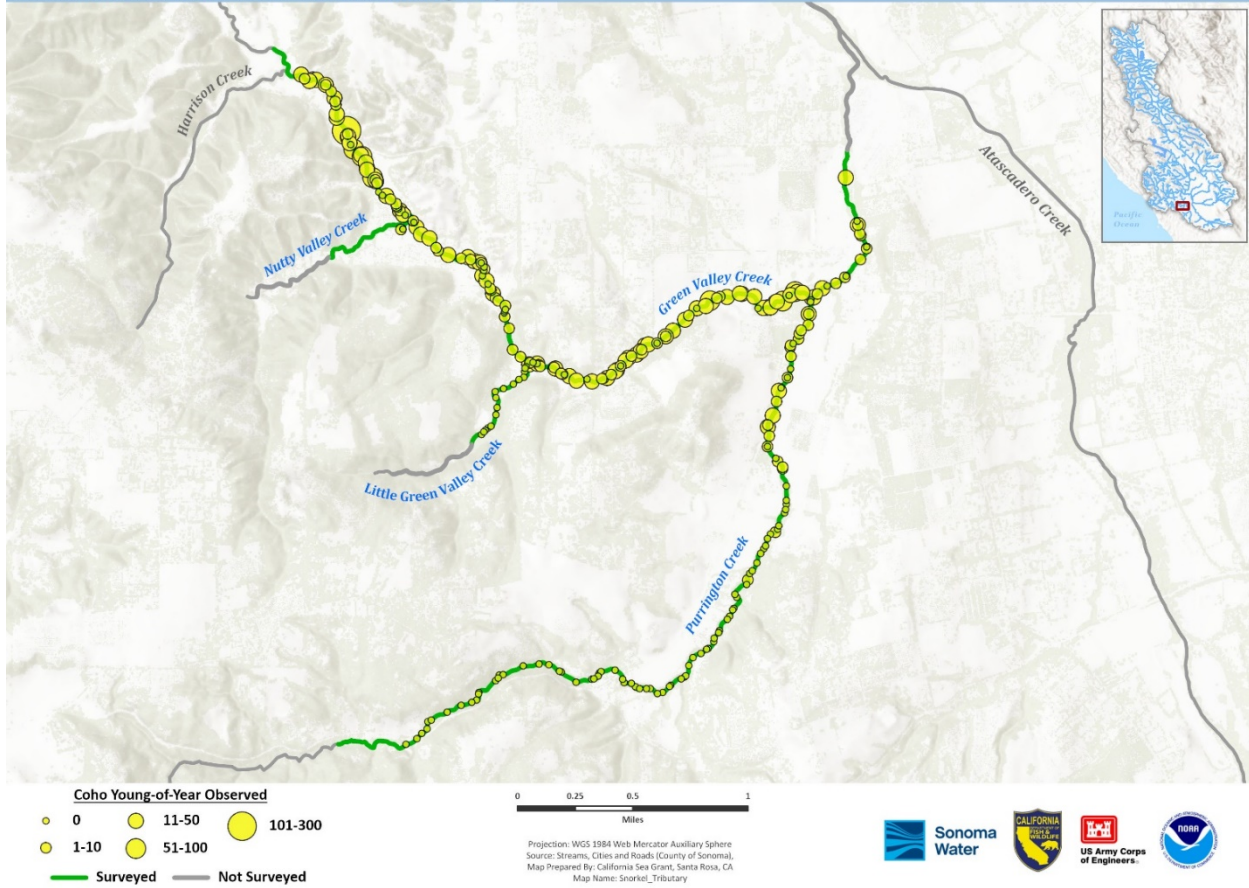 Harrison Creek
Atascadero Creek
Pacific
Ocean
Nutty Valley Creek
Green Valley Creek
Little Green Valley Creek
Purrington Creek
Coho Young-of-Year Observed
0
1-10
11-50
51-100
101-300
Surveyed
Not Surveyed
0 0.25 0.5 1
Miles
Projection: WGS 1984 Web Mercator Auxiliary Sphere
Source: Streams, Cities and Roads (County of Sonoma),
Map Prepared By: California Sea Grant, Santa Rosa, CA
Map Name: Snorkel_Tributary
Sonoma
Water
CALIFORNIA
FISH &
WILDLIFE
US Army Corps
of Engineers®
NOAA